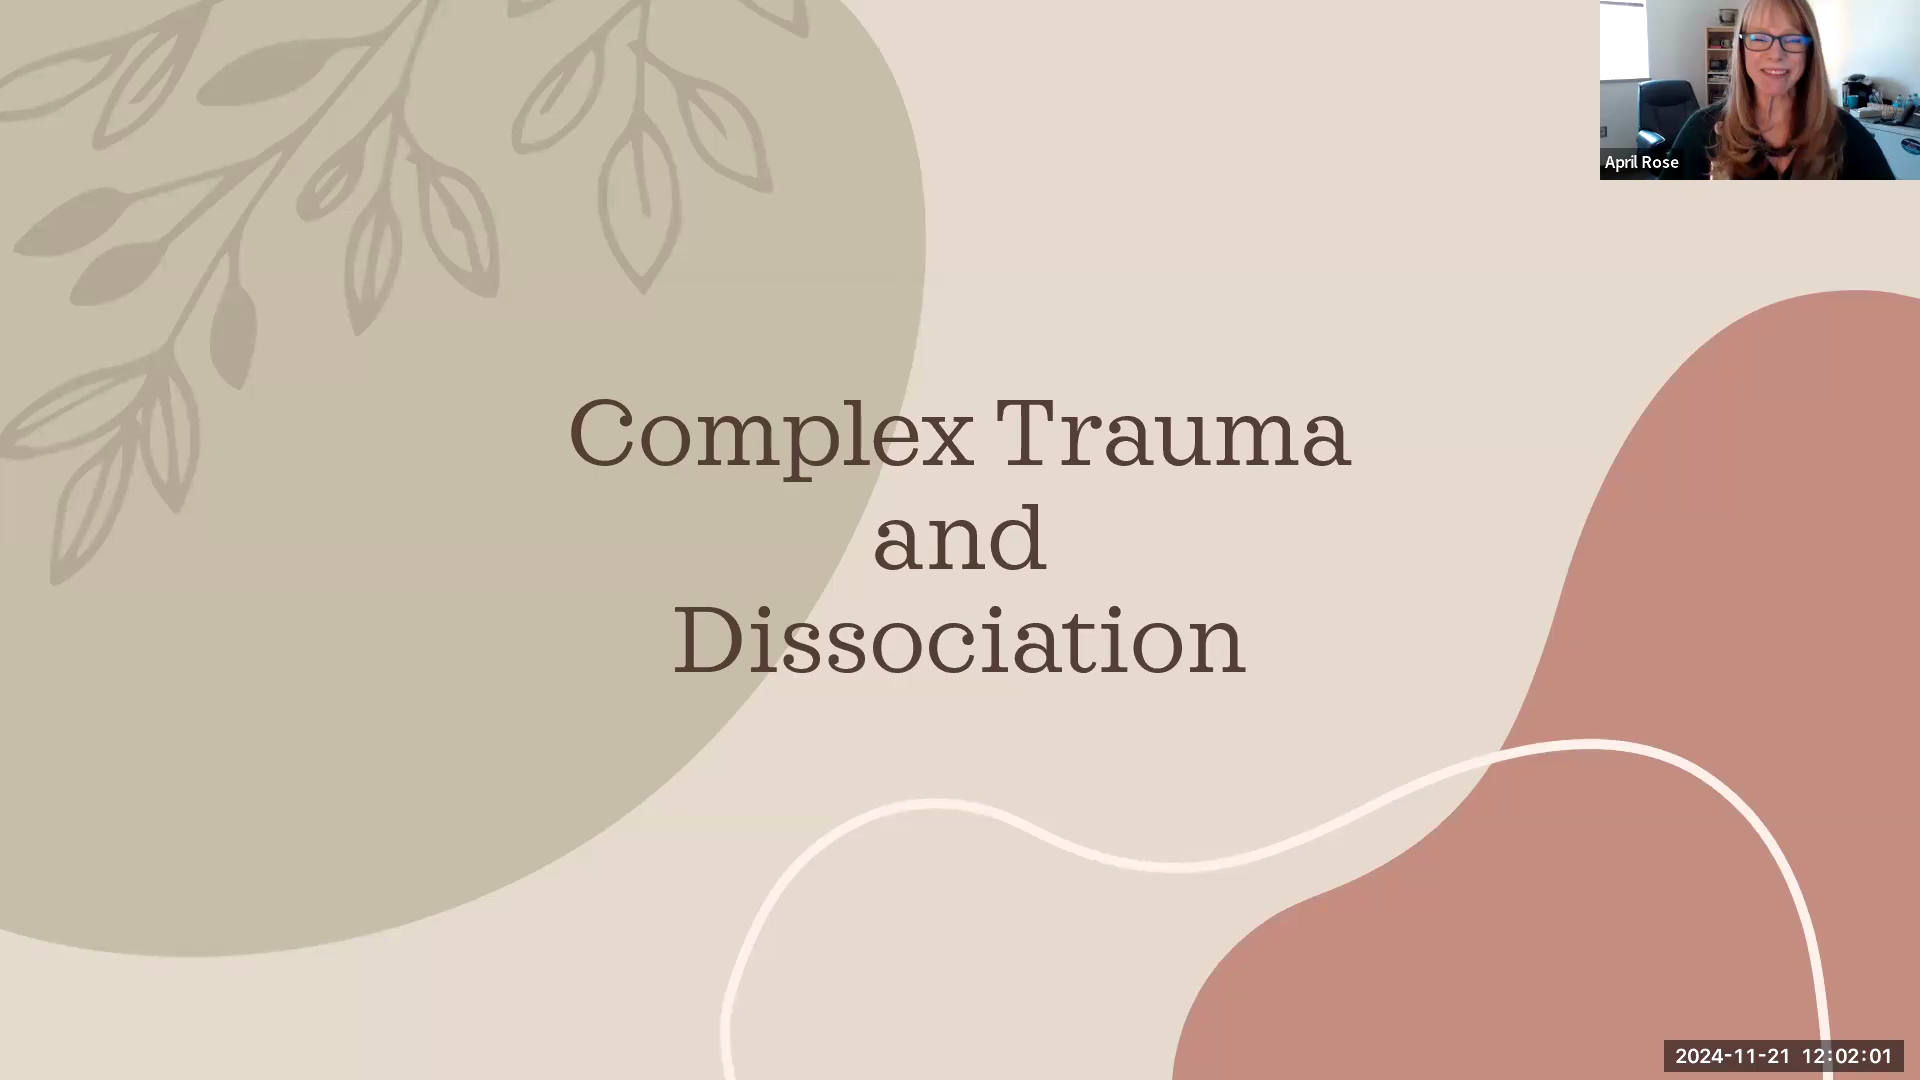 April Rose
Complex Trauma
and
Dissociation
2024-11-21 12:02:01